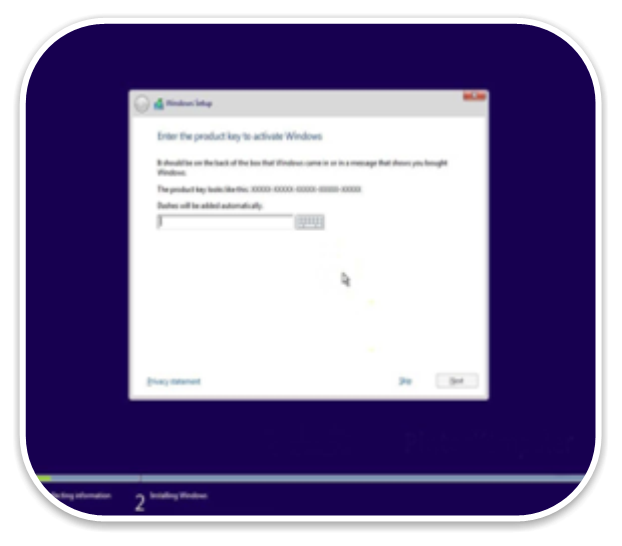 Windows Setup
Enter the product key to activate Windows
It should be on the back of the box that Windows came in or in a message that shows you bought
Windows.
The product key looks like this: XXXXX-XXXXX-XXXXX-XXXXX-XXXXX
Dashes will be added automatically.
Privacy statement
Skip
Next
lecting information
2 Installing Windows